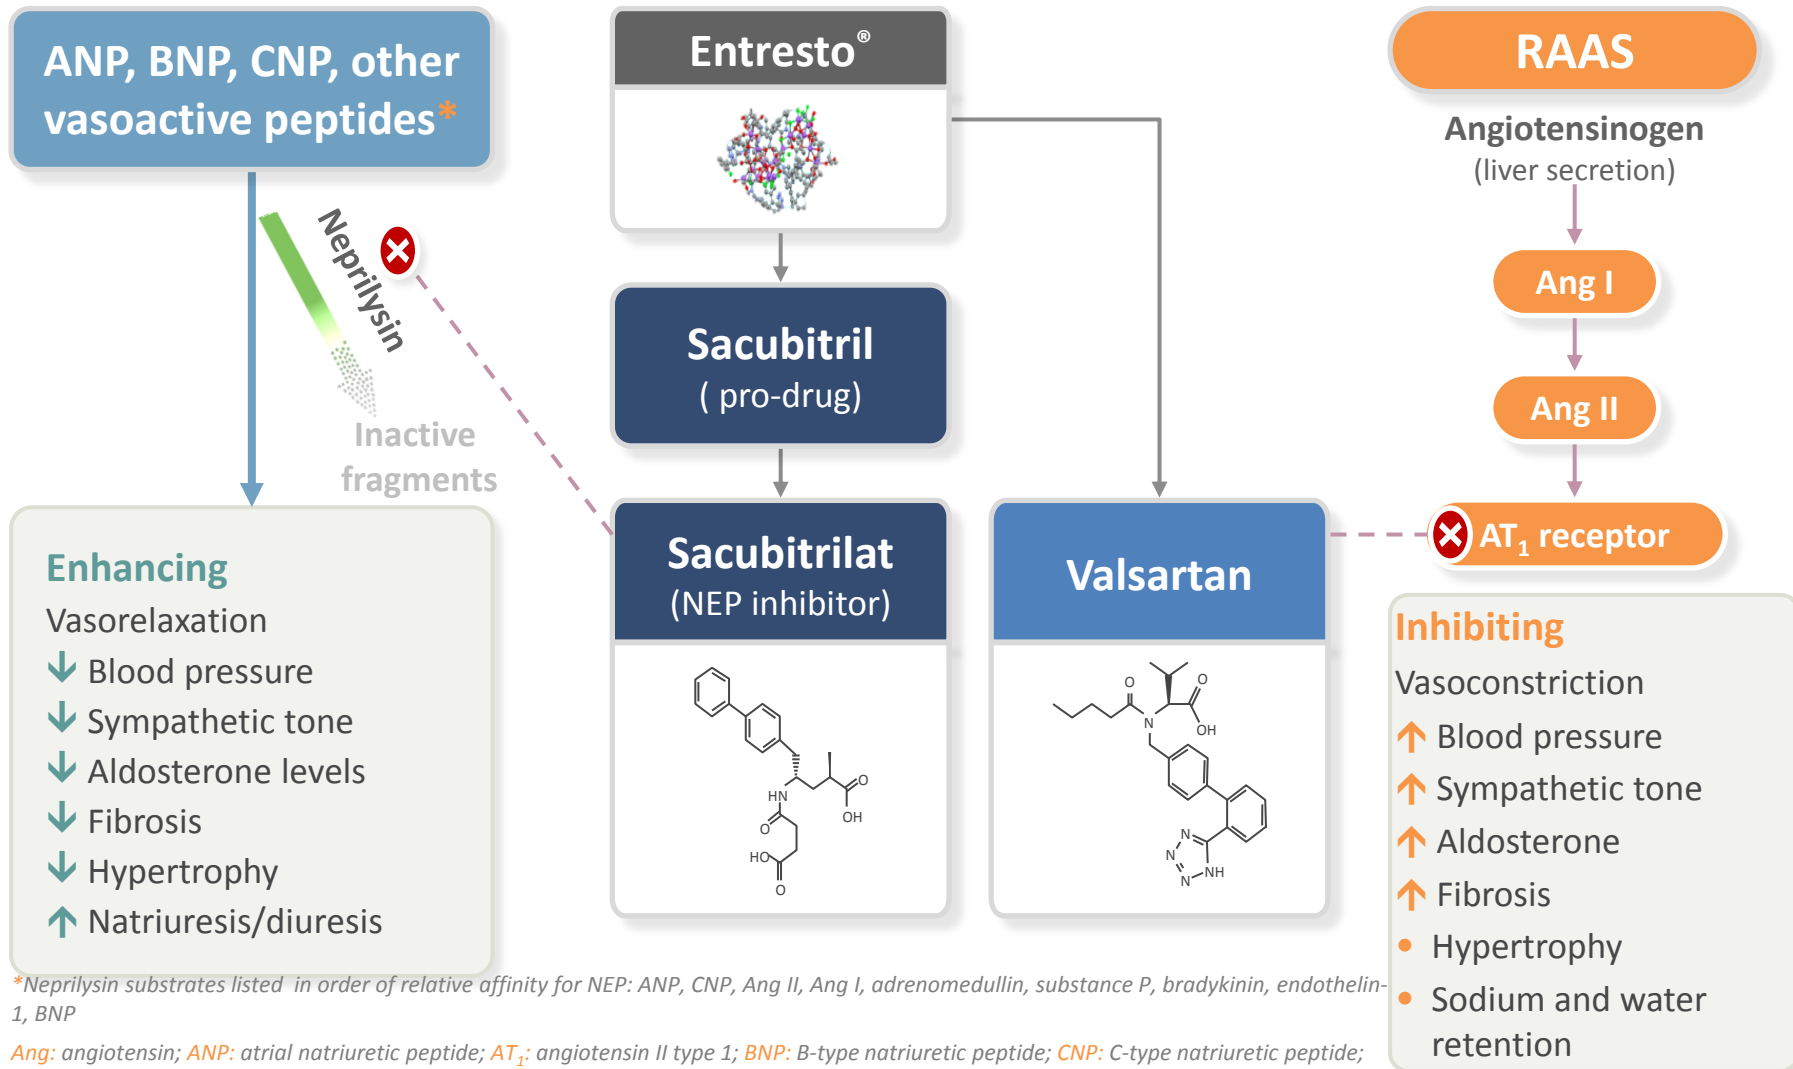 ANP, BNP, CNP, other
vasoactive peptides*
Neprilysin
Inactive
fragments
Enhancing
Vasorelaxation
↓ Blood pressure
↓ Sympathetic tone
↓ Aldosterone levels
↓ Fibrosis
↓ Hypertrophy
↑ Natriuresis/diuresis
Entresto®
Sacubitril
( pro-drug)
Sacubitrilat
(NEP inhibitor)
HN
O
O
OH
HO
O
Valsartan
O
O
N
OH
N
N
N
NH
RAAS
Angiotensinogen
(liver secretion)
Ang I
Ang II
AT₁ receptor
Inhibiting
Vasoconstriction
↑ Blood pressure
↑ Sympathetic tone
↑ Aldosterone
↑ Fibrosis
• Hypertrophy
• Sodium and water
retention
*Neprilysin substrates listed in order of relative affinity for NEP: ANP, CNP, Ang II, Ang I, adrenomedullin, substance P, bradykinin, endothelin-
1, BNP
Ang: angiotensin; ANP: atrial natriuretic peptide; AT₁: angiotensin II type 1; BNP: B-type natriuretic peptide; CNP: C-type natriuretic peptide;